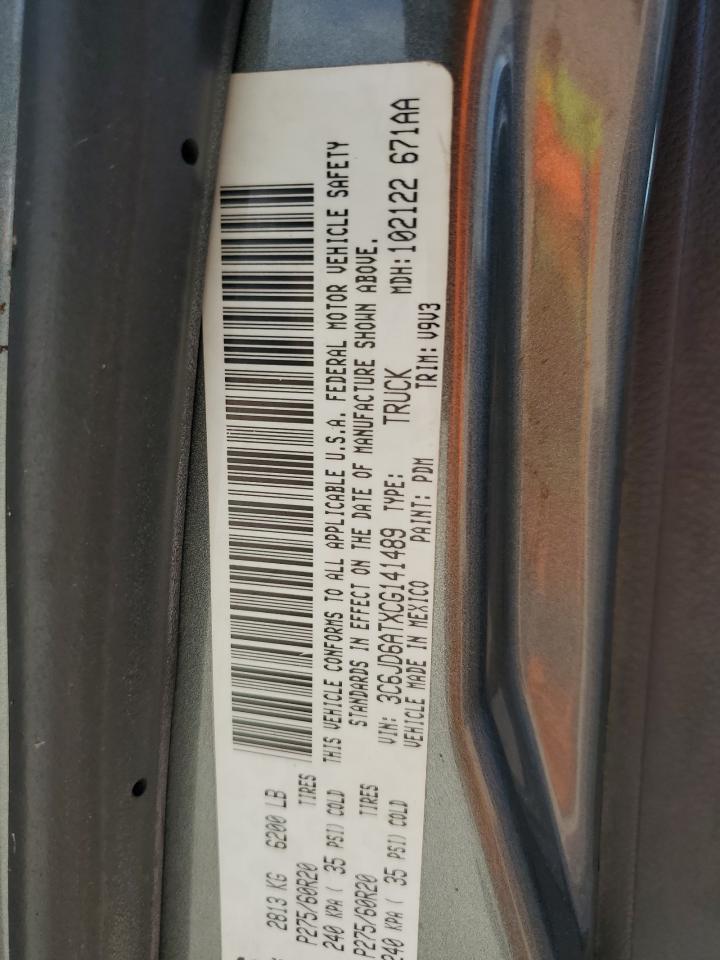 2813 KG 6200 LB
P275/60R20 TIRES
240 KPA ( 35 PSI) COLD
P275/60R20 TIRES
240 KPA ( 35 PSI) COLD
THIS VEHICLE CONFORMS TO ALL APPLICABLE U.S.A. FEDERAL MOTOR VEHICLE SAFETY
STANDARDS IN EFFECT ON THE DATE OF MANUFACTURE SHOWN ABOVE.
VIN: 3C6JD6ATXCG141489 TYPE: TRUCK MDH:102122 671AA
VEHICLE MADE IN MEXICO PAINT: PDM TRIM: V9V3